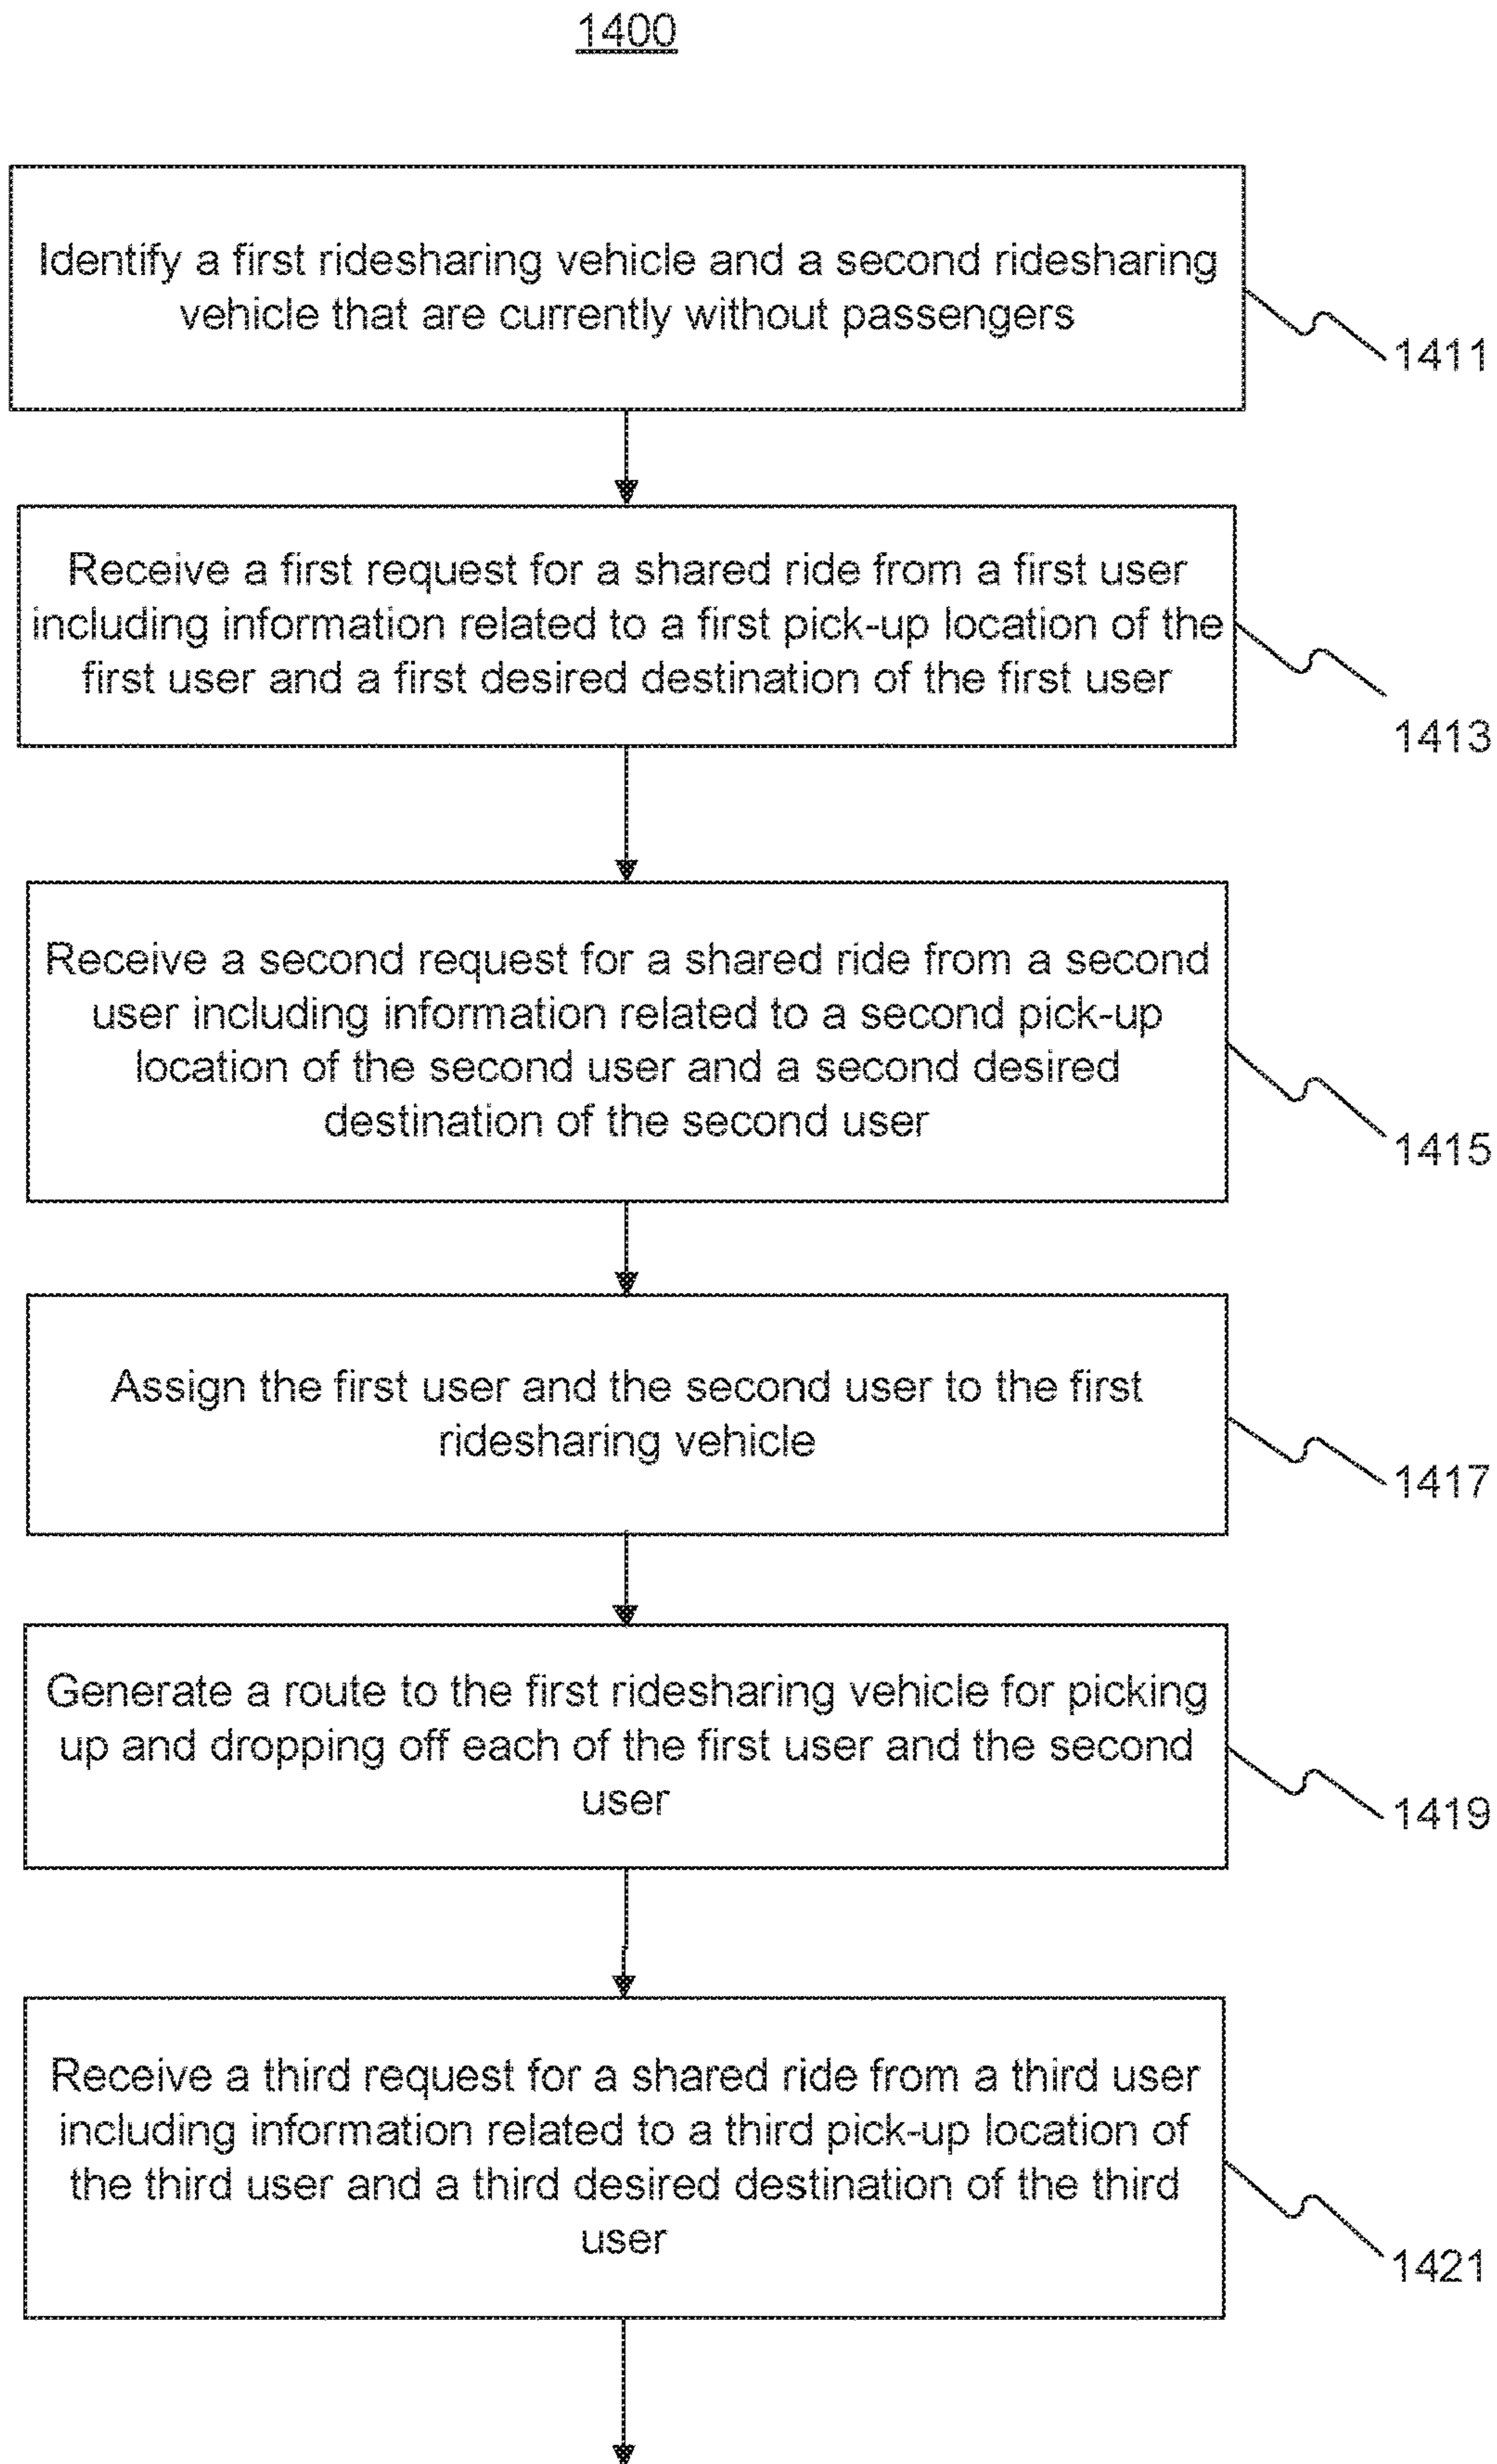 1400
Identify a first ridesharing vehicle and a second ridesharing
vehicle that are currently without passengers
1411
Receive a first request for a shared ride from a first user
including information related to a first pick-up location of the
first user and a first desired destination of the first user
1413
Receive a second request for a shared ride from a second
user including information related to a second pick-up
location of the second user and a second desired
destination of the second user
1415
Assign the first user and the second user to the first
ridesharing vehicle
1417
Generate a route to the first ridesharing vehicle for picking
up and dropping off each of the first user and the second
user
1419
Receive a third request for a shared ride from a third user
including information related to a third pick-up location of
the third user and a third desired destination of the third
user
1421